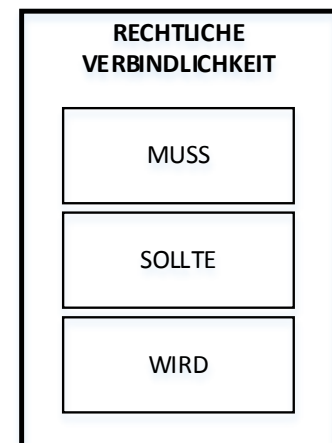 RECHTLICHE
VERBINDLICHKEIT
MUSS
SOLLTE
WIRD